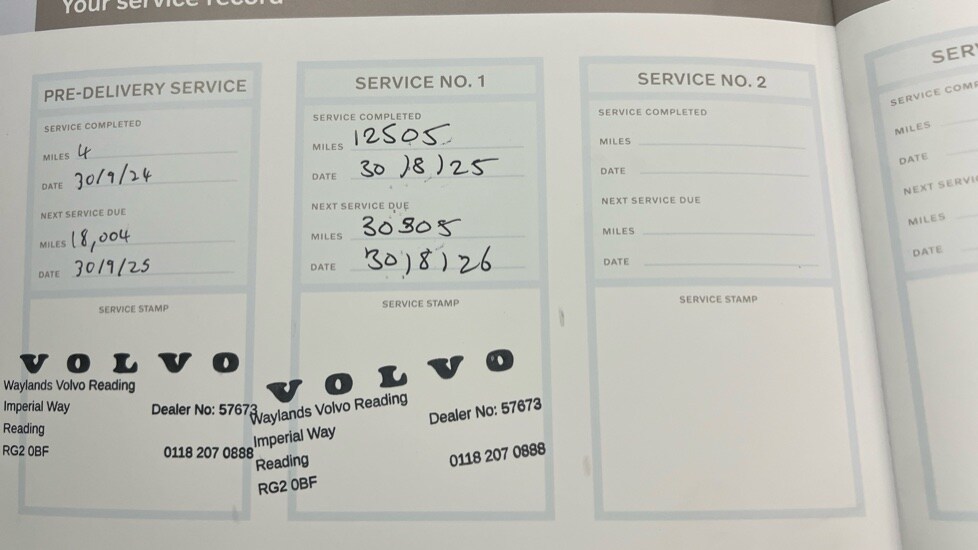 Your service record
PRE-DELIVERY SERVICE
SERVICE COMPLETED
MILES 4
DATE 30/9/24
NEXT SERVICE DUE
MILES 18,004
DATE 30/9/25
SERVICE STAMP
VOLVO
Waylands Volvo Reading
Imperial Way
Dealer No: 57673
Reading
RG2 0BF
0118 207 0888
SERVICE NO. 1
SERVICE COMPLETED
MILES 12505
DATE 30/8/25
NEXT SERVICE DUE
MILES 30505
DATE 30/8/26
SERVICE STAMP
VOLVO
Waylands Volvo Reading
Dealer No: 57673
Imperial Way
Reading
0118 207 0888
RG2 0BF
SERVICE NO. 2
SERVICE COMPLETED
MILES
DATE
NEXT SERVICE DUE
MILES
DATE
SERVICE STAMP
SER
SERVICE COM
MILES
DATE
NEXT SERVI
MILES
DATE